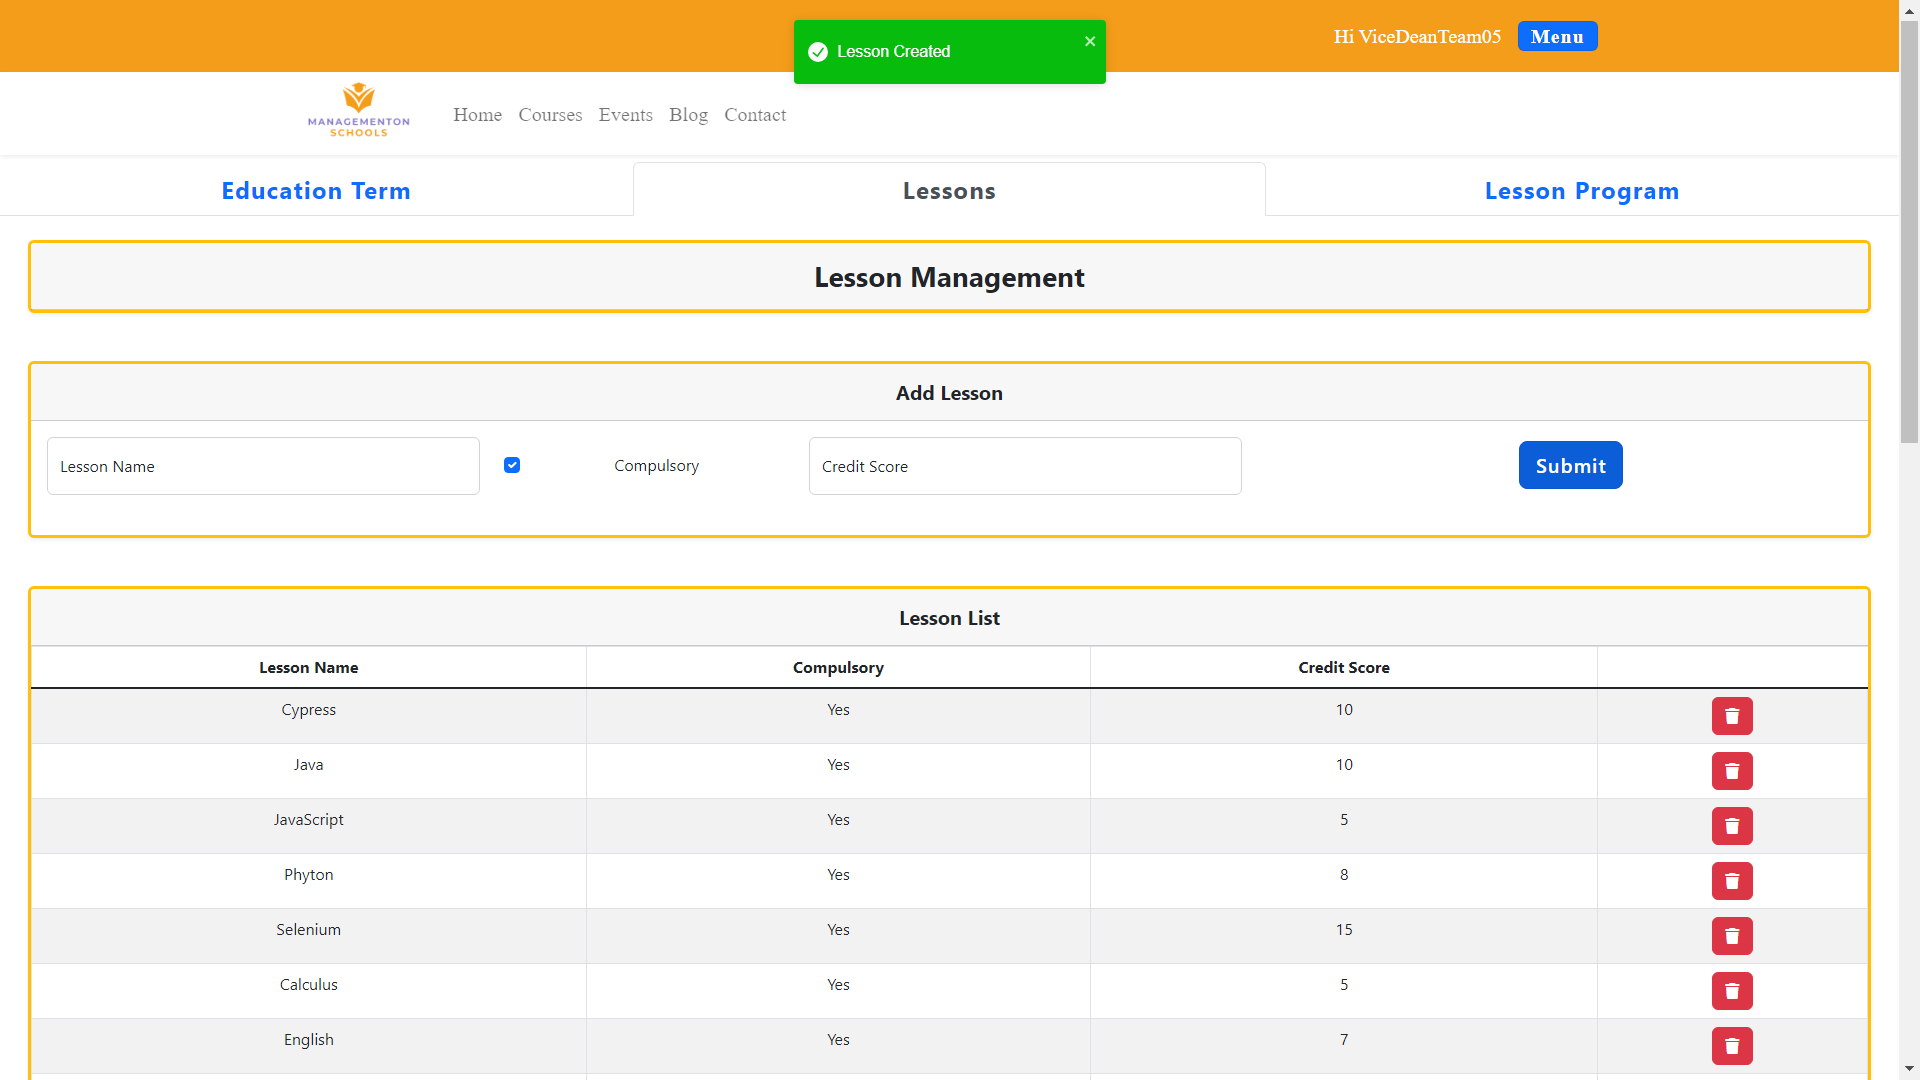 Lesson Created
Hi ViceDeanTeam05 Menu
MANAGEMENTON
SCHOOLS
Home Courses Events Blog Contact
Education Term Lessons Lesson Program
Lesson Management
Add Lesson
Lesson Name Compulsory Credit Score Submit
Lesson List
Lesson Name Compulsory Credit Score
Cypress Yes 10
Java Yes 10
JavaScript Yes 5
Phyton Yes 8
Selenium Yes 15
Calculus Yes 5
English Yes 7